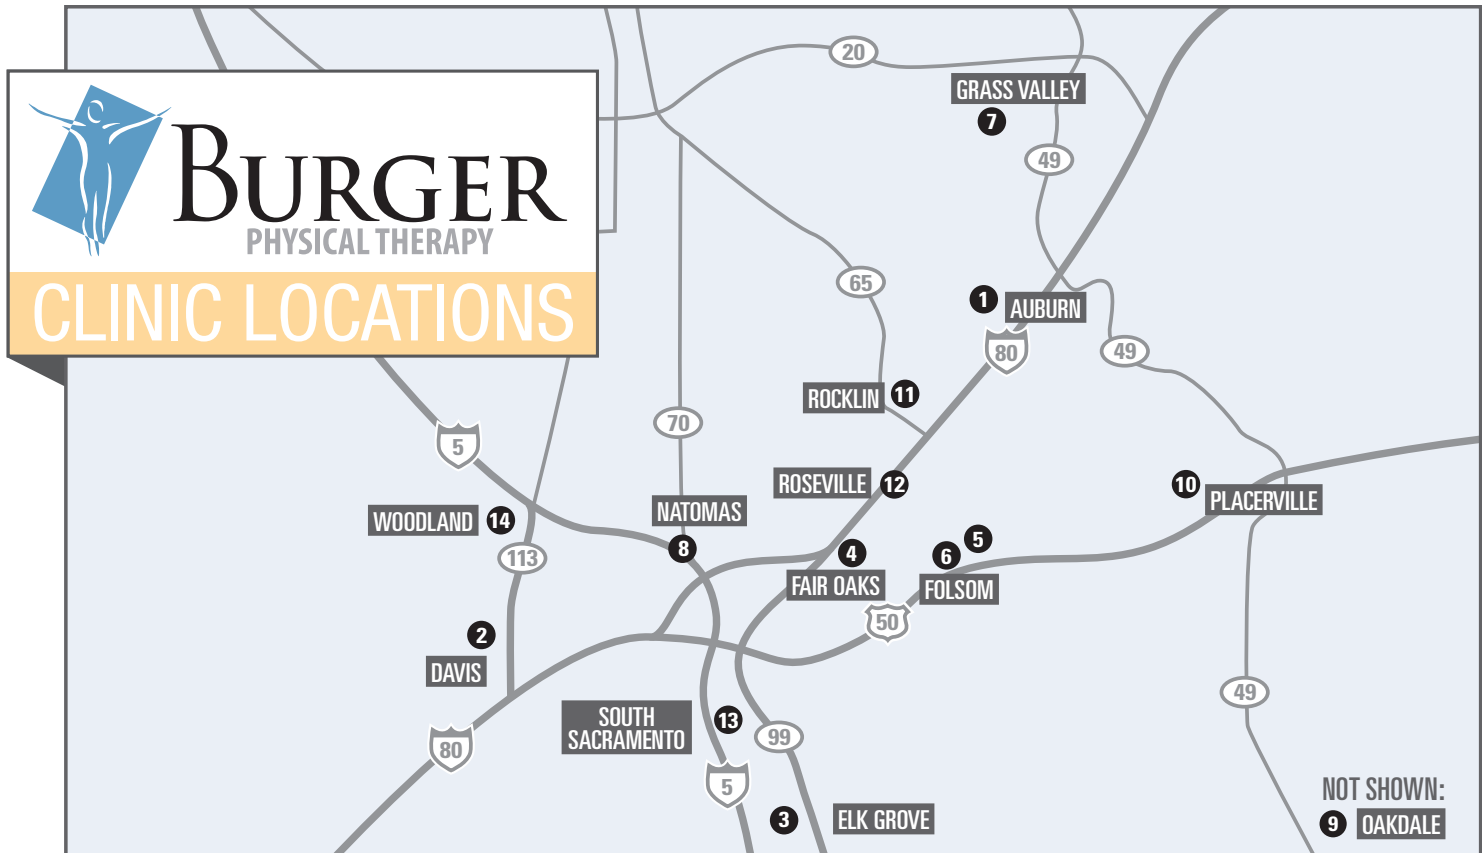 BURGER
PHYSICAL THERAPY
CLINIC LOCATIONS
20
GRASS VALLEY
7
49
65
1 AUBURN
80
49
ROCKLIN 11
70
5
ROSEVILLE 12
10 PLACERVILLE
NATOMAS
8
WOODLAND 14
113
4
FAIR OAKS
6 5
FOLSOM
50
2
DAVIS
49
SOUTH
SACRAMENTO
13
99
80
5
3 ELK GROVE
NOT SHOWN:
9 OAKDALE